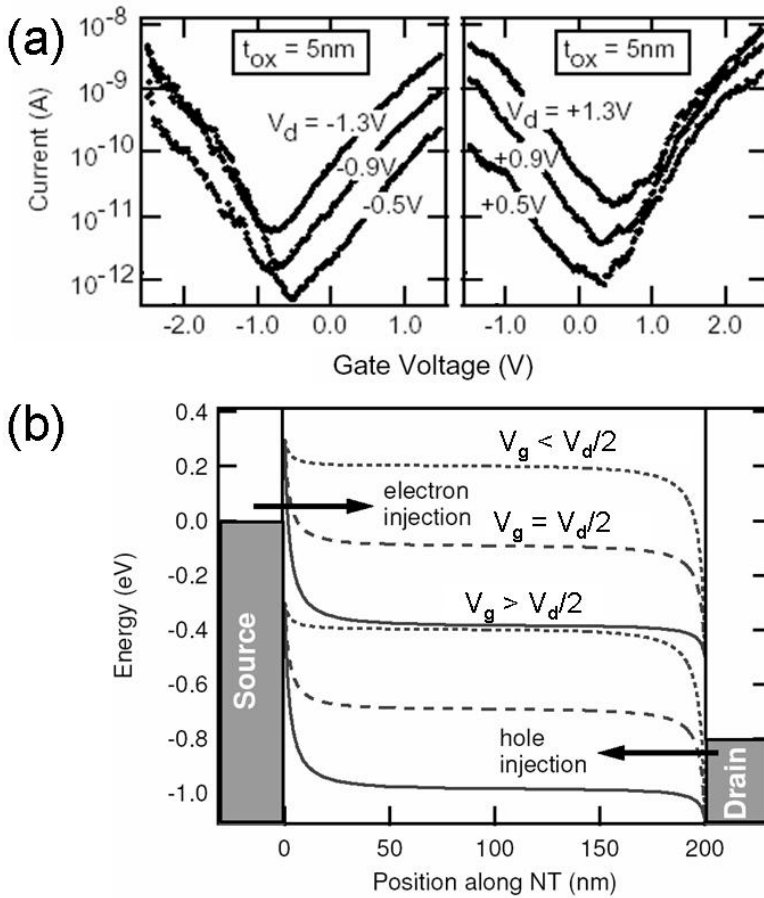 (a)
10⁻⁸
10⁻⁹
10⁻¹⁰
10⁻¹¹
10⁻¹²
Current (A)
t_ox = 5nm
V_d = -1.3V
-0.9V
-0.5V
t_ox = 5nm
V_d = +1.3V
+0.9V
+0.5V
-2.0 -1.0 0.0 1.0
-1.0 0.0 1.0 2.0
Gate Voltage (V)
(b)
0.4
0.2
0.0
-0.2
-0.4
-0.6
-0.8
-1.0
Energy (eV)
V_g < V_d/2
electron
injection
V_g = V_d/2
V_g > V_d/2
Source
hole
injection
Drain
0 50 100 150 200
Position along NT (nm)